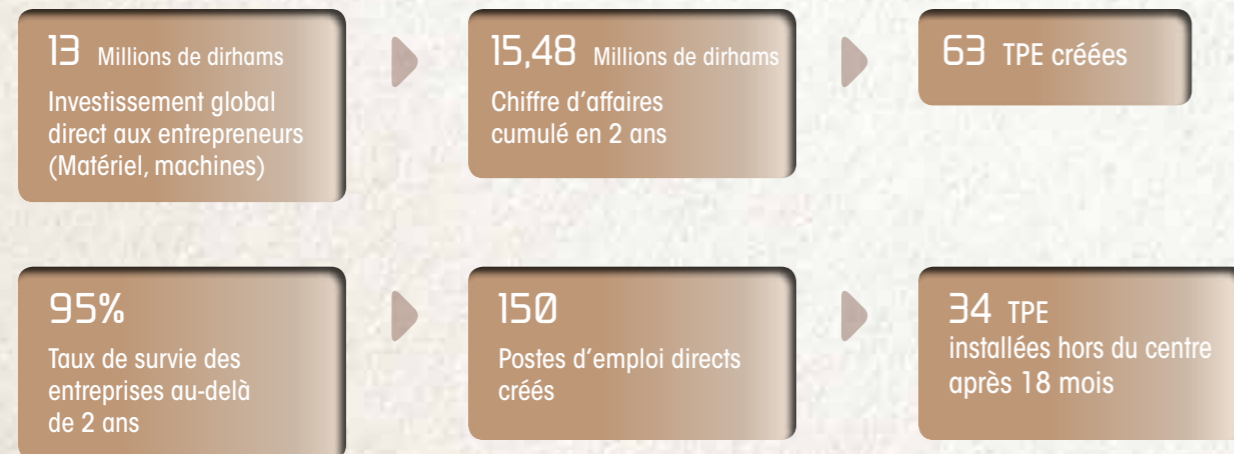 13 Millions de dirhams
Investissement global
direct aux entrepreneurs
(Matériel, machines)
15,48 Millions de dirhams
Chiffre d'affaires
cumulé en 2 ans
63 TPE créées
95%
Taux de survie des
entreprises au-delà
de 2 ans
150
Postes d'emploi directs
créés
34 TPE
installées hors du centre
après 18 mois